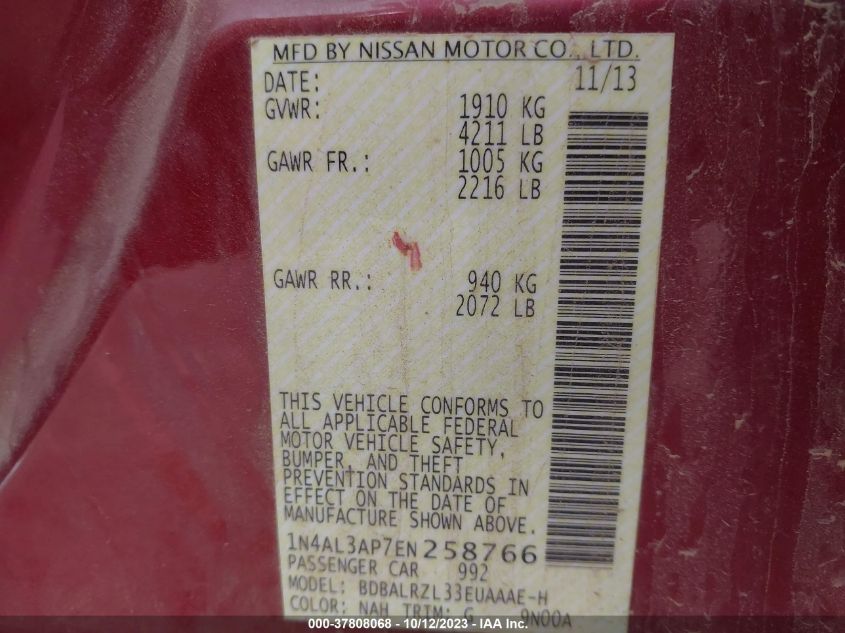 MFD BY NISSAN MOTOR CO., LTD.
DATE: 11/13
GVWR: 1910 KG
4211 LB
GAWR FR.: 1005 KG
2216 LB
GAWR RR.: 940 KG
2072 LB
THIS VEHICLE CONFORMS TO
ALL APPLICABLE FEDERAL
MOTOR VEHICLE SAFETY,
BUMPER, AND THEFT
PREVENTION STANDARDS IN
EFFECT ON THE DATE OF
MANUFACTURE SHOWN ABOVE.
1N4AL3AP7EN258766
PASSENGER CAR 992
MODEL: BDBALRZL33EUAAAE-H
COLOR: NAH TRIM: G 9N00A
000-37808068 - 10/12/2023 - © IAA Inc.